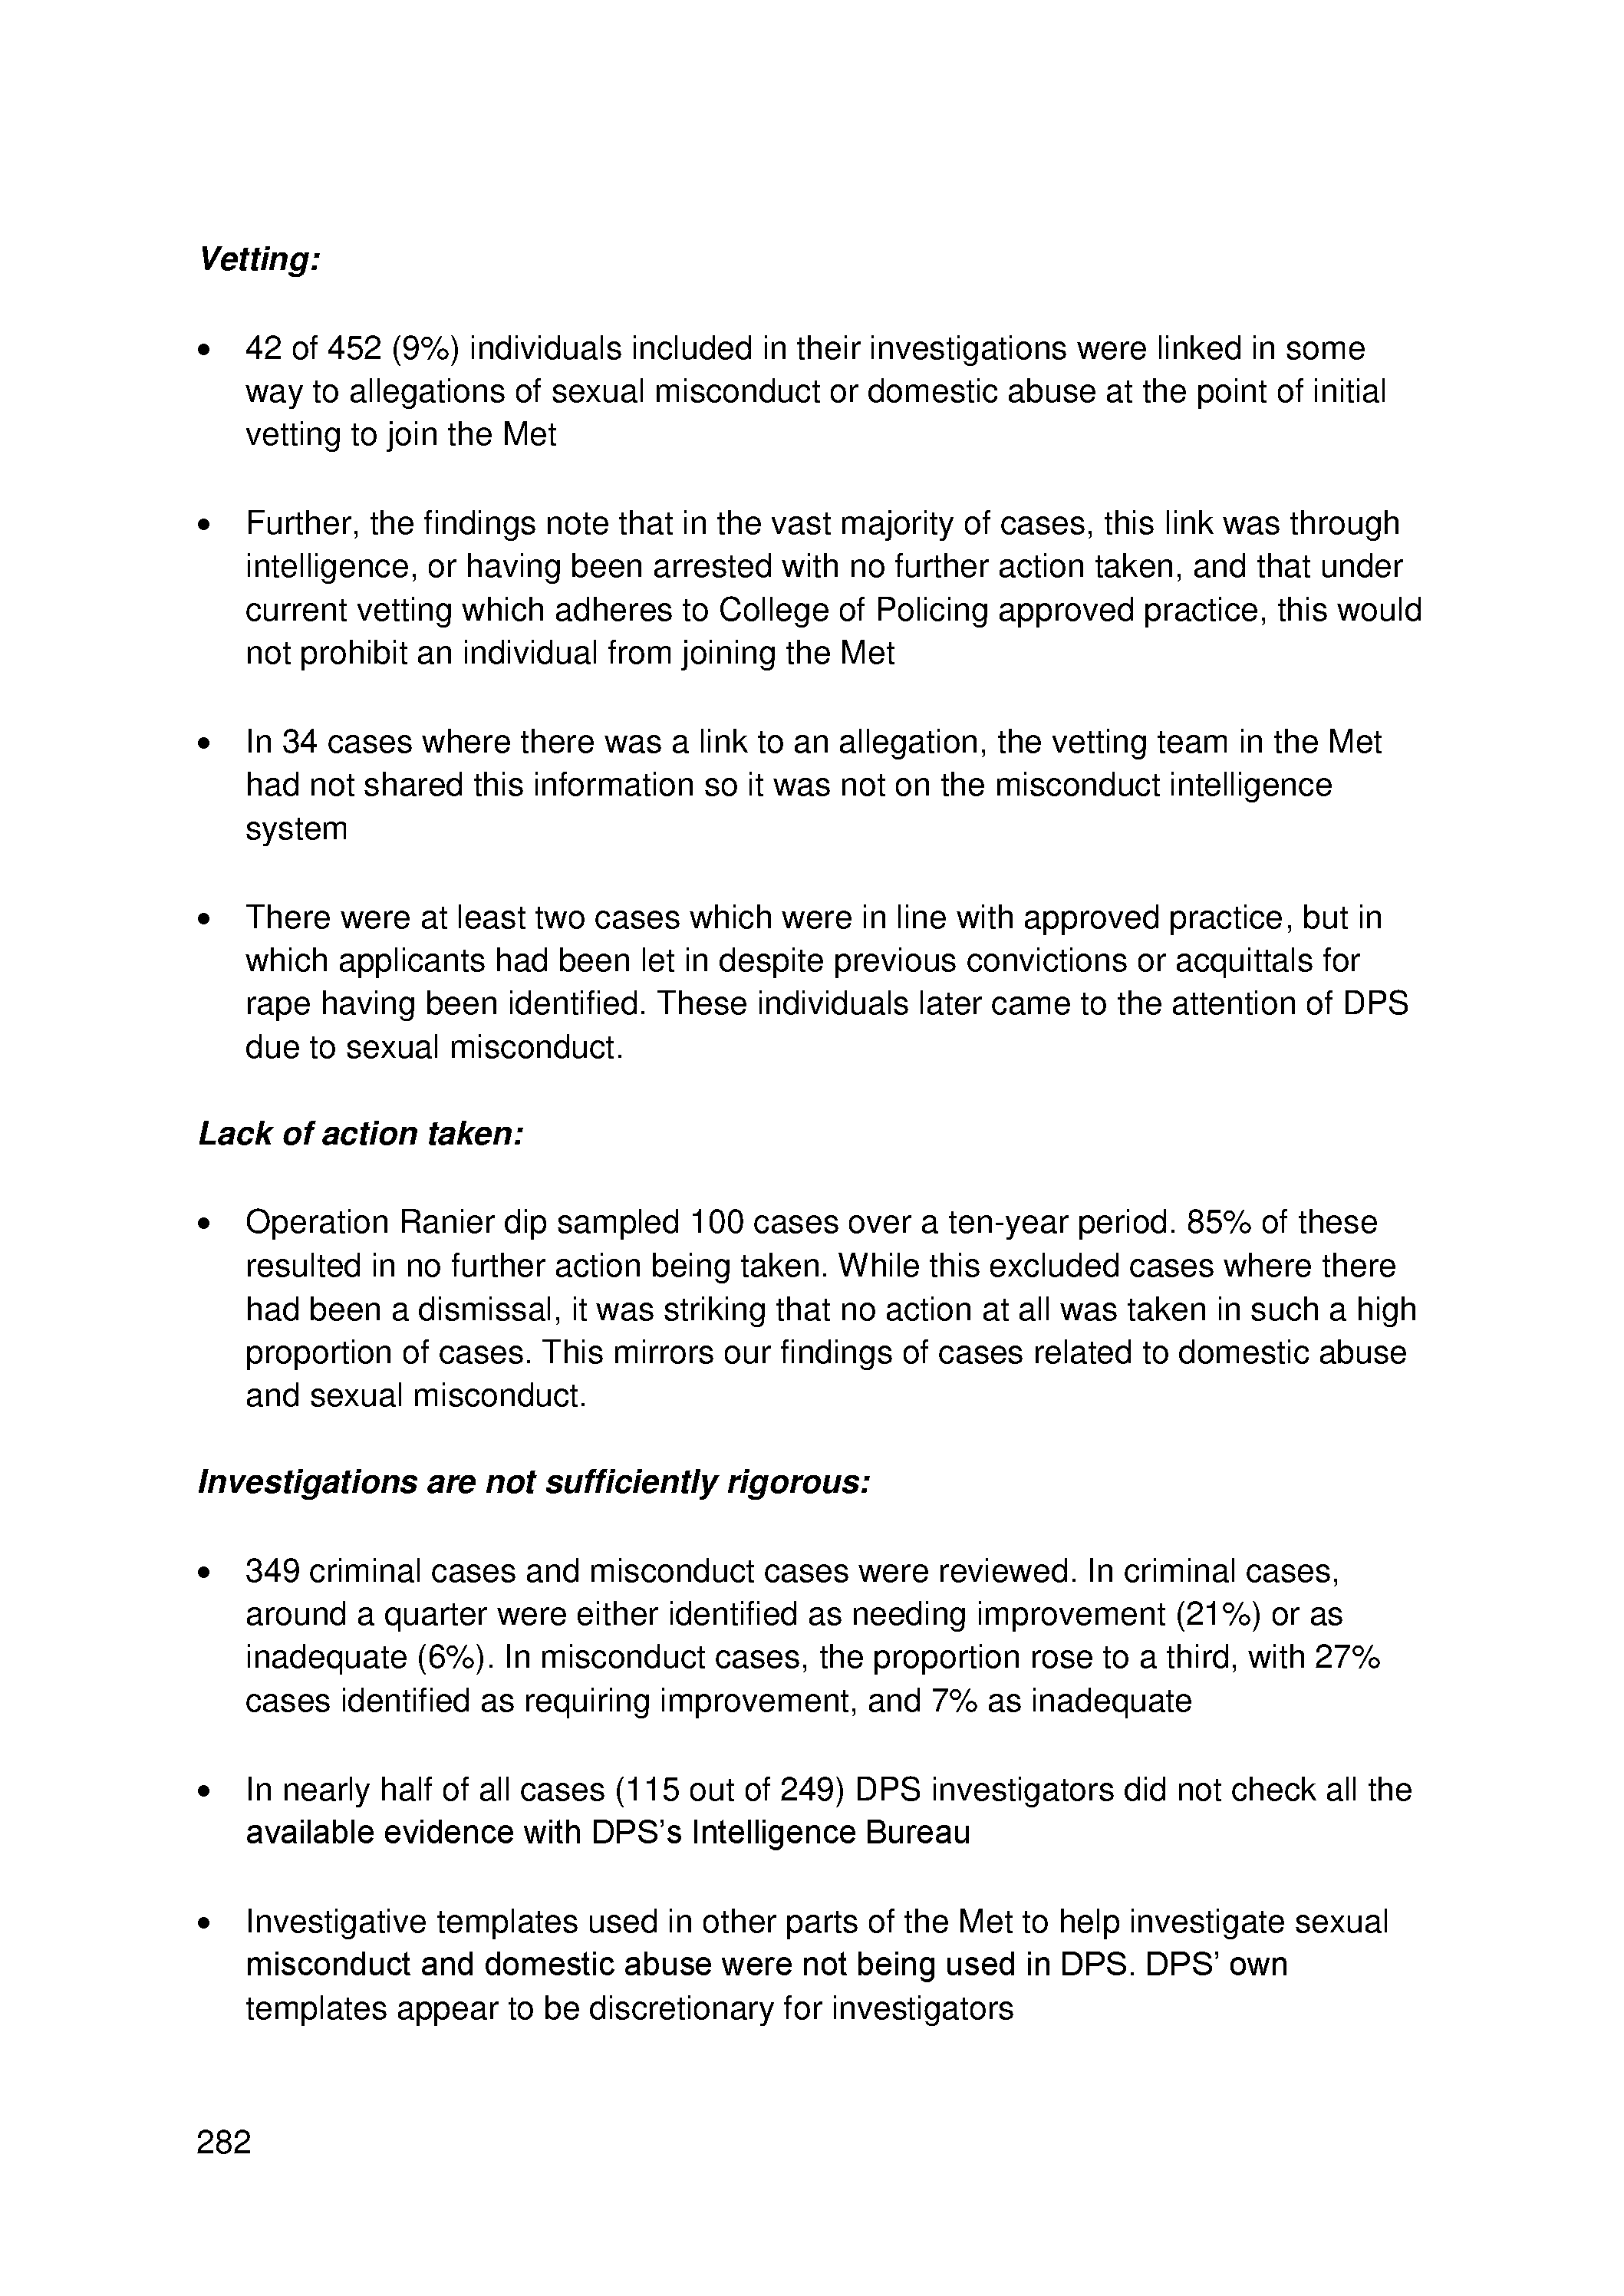 Vetting:
• 42 of 452 (9%) individuals included in their investigations were linked in some
way to allegations of sexual misconduct or domestic abuse at the point of initial
vetting to join the Met
• Further, the findings note that in the vast majority of cases, this link was through
intelligence, or having been arrested with no further action taken, and that under
current vetting which adheres to College of Policing approved practice, this would
not prohibit an individual from joining the Met
• In 34 cases where there was a link to an allegation, the vetting team in the Met
had not shared this information so it was not on the misconduct intelligence
system
• There were at least two cases which were in line with approved practice, but in
which applicants had been let in despite previous convictions or acquittals for
rape having been identified. These individuals later came to the attention of DPS
due to sexual misconduct.
Lack of action taken:
• Operation Ranier dip sampled 100 cases over a ten-year period. 85% of these
resulted in no further action being taken. While this excluded cases where there
had been a dismissal, it was striking that no action at all was taken in such a high
proportion of cases. This mirrors our findings of cases related to domestic abuse
and sexual misconduct.
Investigations are not sufficiently rigorous:
• 349 criminal cases and misconduct cases were reviewed. In criminal cases,
around a quarter were either identified as needing improvement (21%) or as
inadequate (6%). In misconduct cases, the proportion rose to a third, with 27%
cases identified as requiring improvement, and 7% as inadequate
• In nearly half of all cases (115 out of 249) DPS investigators did not check all the
available evidence with DPS’s Intelligence Bureau
• Investigative templates used in other parts of the Met to help investigate sexual
misconduct and domestic abuse were not being used in DPS. DPS’ own
templates appear to be discretionary for investigators
282